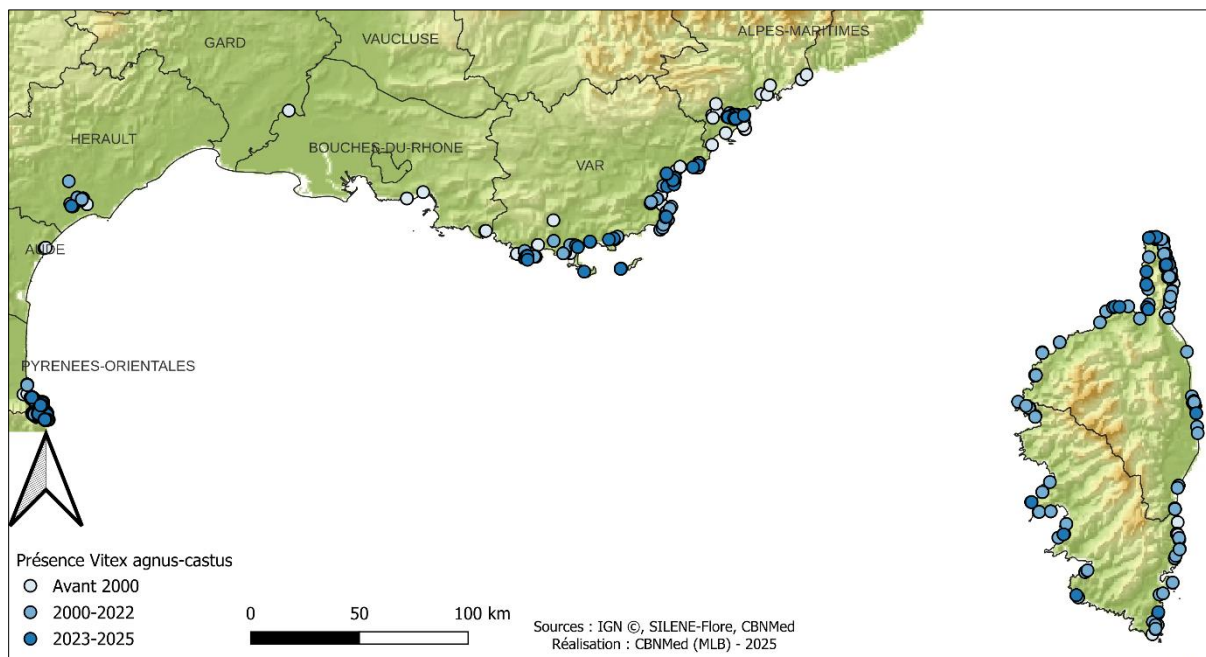 ALPES-MARITIMES
VAUCLUSE
GARD
HERAULT
BOUCHES-DU-RHONE
VAR
AUDE
PYRENEES-ORIENTALES
Présence Vitex agnus-castus
Avant 2000
2000-2022
2023-2025
0 50 100 km
Sources : IGN ©, SILENE-Flore, CBNMed
Réalisation : CBNMed (MLB) - 2025